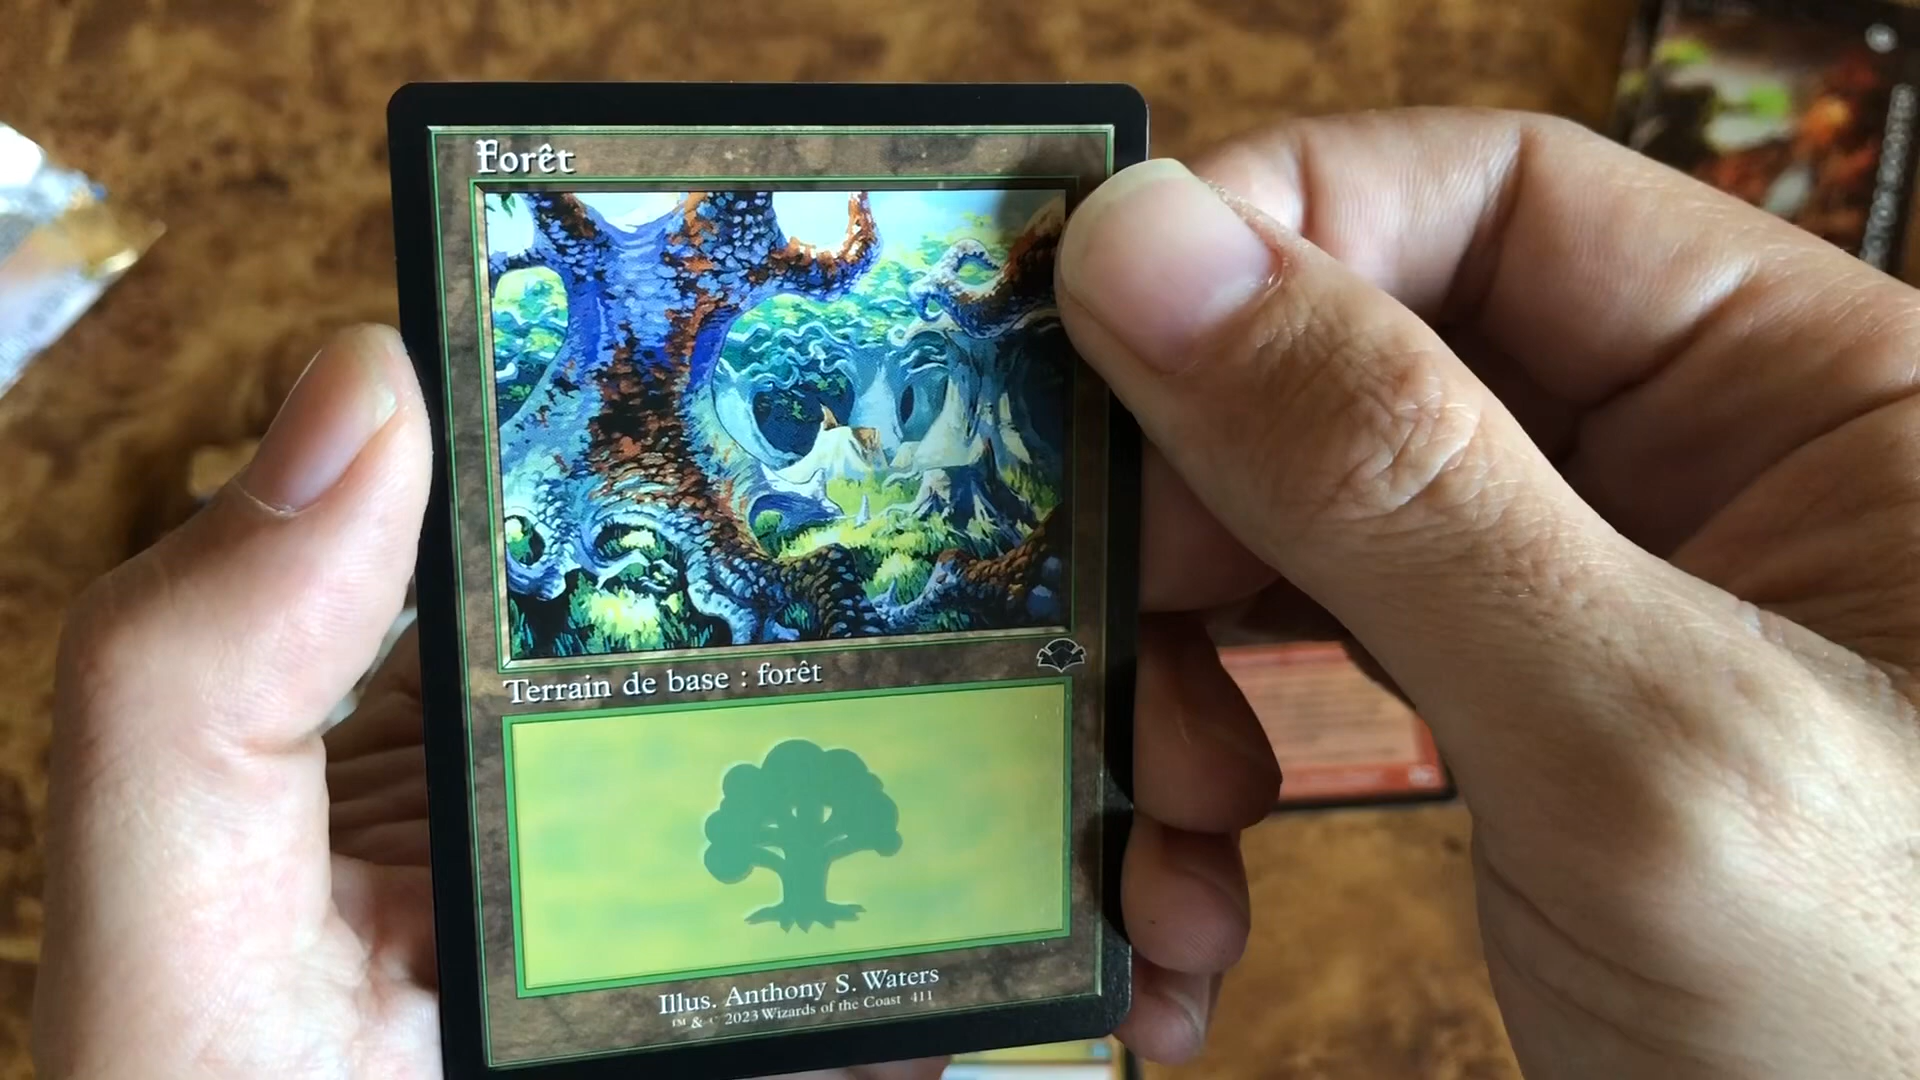 Forêt
Terrain de base : forêt
Illus. Anthony S. Waters
™ & © 2023 Wizards of the Coast 411